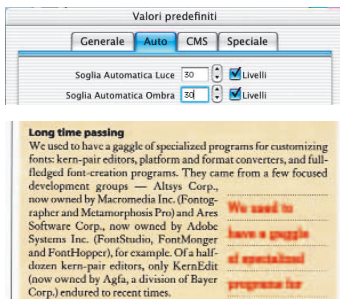 Valori predefiniti
Generale Auto CMS Speciale
Soglia Automatica Luce 30 Livelli
Soglia Automatica Ombra 30 Livelli
Long time passing
We used to have a gaggle of specialized programs for customizing
fonts: kern-pair editors, platform and format converters, and full-
fledged font-creation programs. They came from a few focused
development groups — Altsys Corp.,
now owned by Macromedia Inc. (Fontog-
rapher and Metamorphosis Pro) and Ares
Software Corp., now owned by Adobe
Systems Inc. (FontStudio, FontMonger
and FontHopper), for example. Of a half-
dozen kern-pair editors, only KernEdit
(now owned by Agfa, a division of Bayer
Corp.) endured to recent times.
We used to
have a gaggle
of specialized
programs for